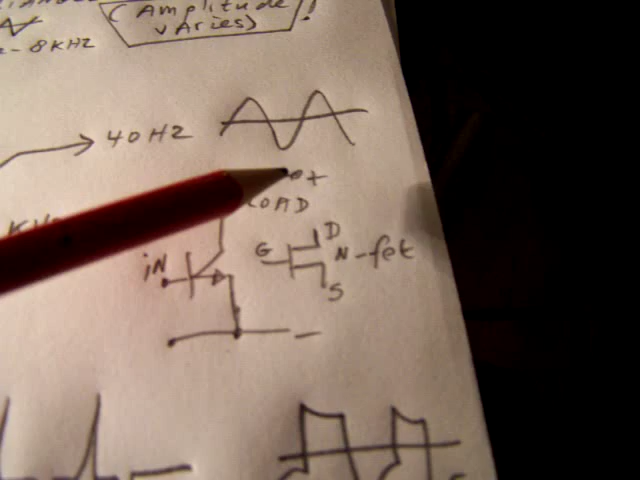 (Amplitude
vAries)!
- 8KHZ
40HZ
+
LOAD
iN
G
D
N-fet
S